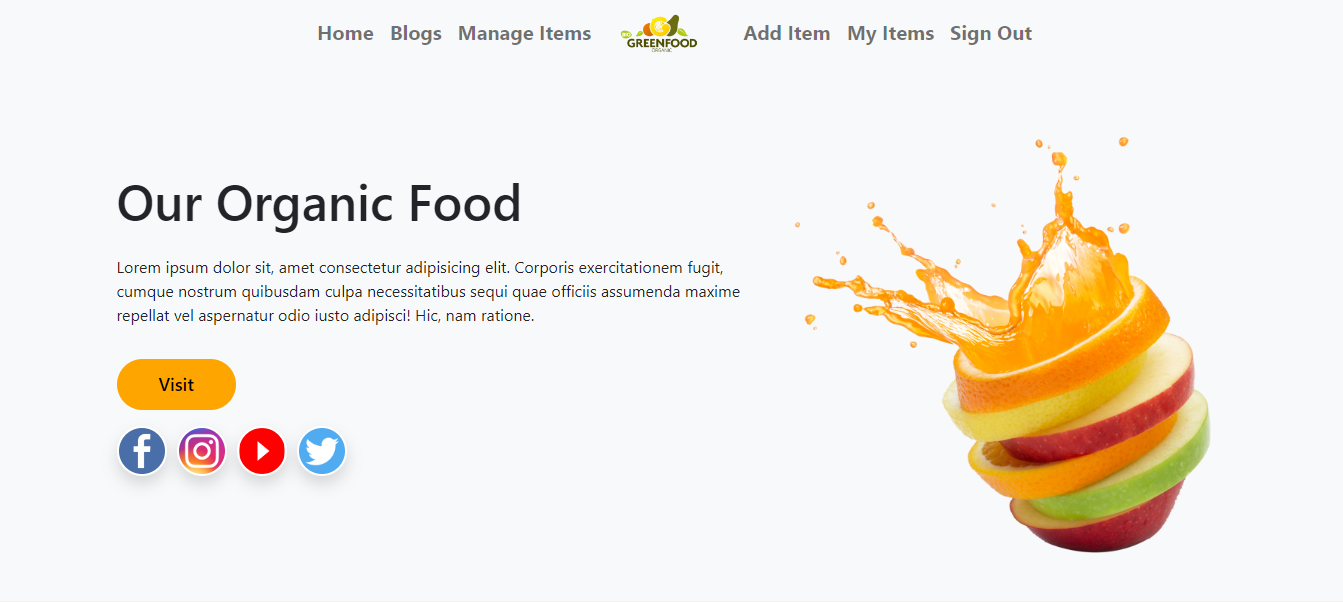 Home Blogs Manage Items GREENFOOD Add Item My Items Sign Out
ORGANIC
Our Organic Food
Lorem ipsum dolor sit, amet consectetur adipisicing elit. Corporis exercitationem fugit,
cumque nostrum quibusdam culpa necessitatibus sequi quae officiis assumenda maxime
repellat vel aspernatur odio iusto adipisci! Hic, nam ratione.
Visit